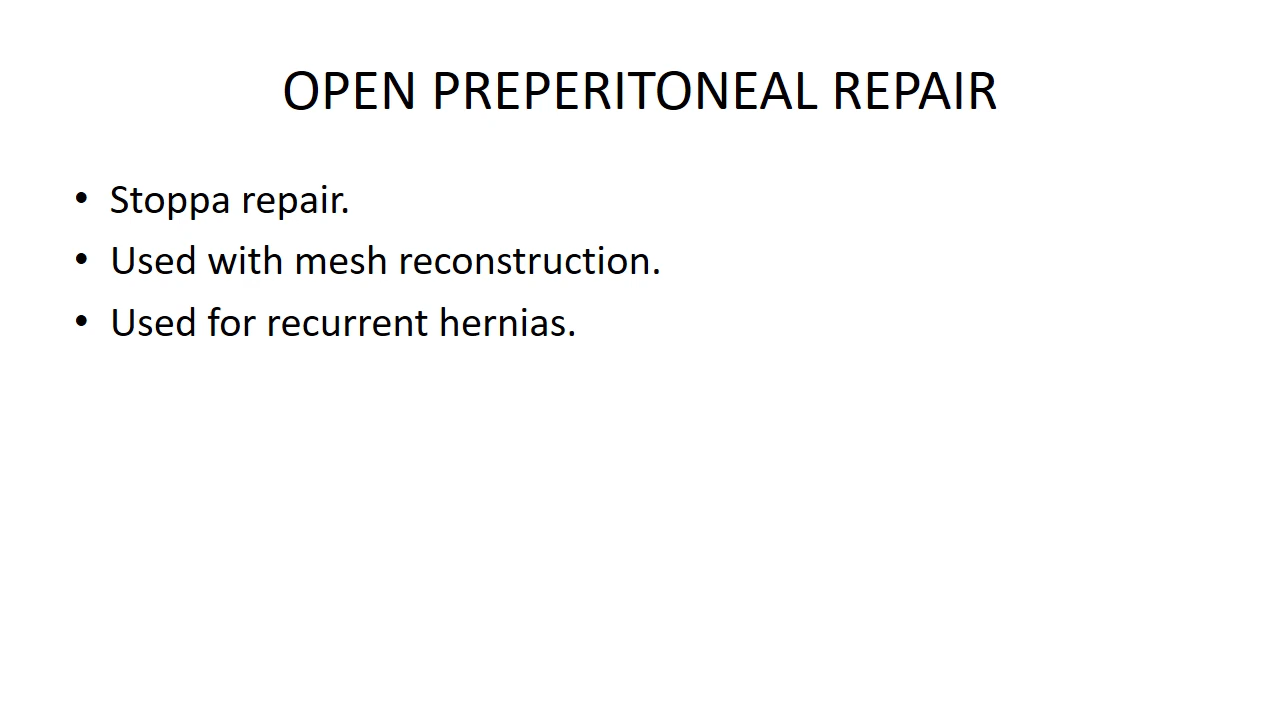 OPEN PREPERITONEAL REPAIR
• Stoppa repair.
• Used with mesh reconstruction.
• Used for recurrent hernias.